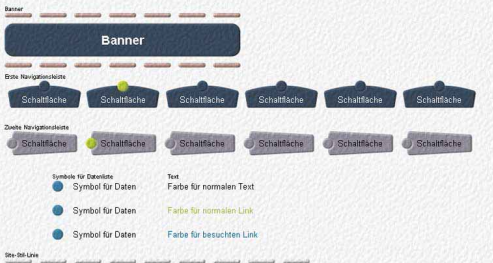 Banner
Banner
Erste Navigationsleiste
Schaltfläche Schaltfläche Schaltfläche Schaltfläche Schaltfläche Schaltfläche
Zweite Navigationsleiste
Schaltfläche Schaltfläche Schaltfläche Schaltfläche Schaltfläche Schaltfläche
Symbole für Datenliste Text
Symbol für Daten Farbe für normalen Text
Symbol für Daten Farbe für normalen Link
Symbol für Daten Farbe für besuchten Link
Site-Stil-Linie